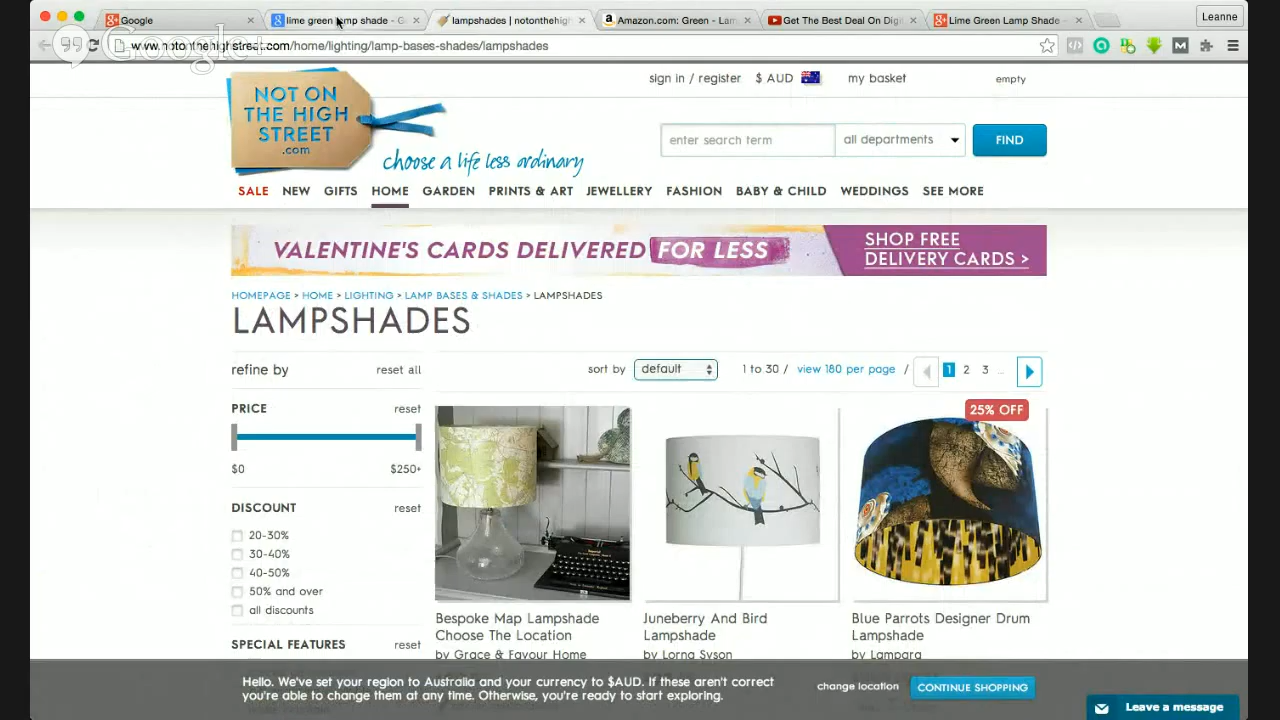 Google
lime green lamp shade - G
lampshades | notonthehigh
Amazon.com: Green - Lam
Get The Best Deal On Digi
Lime Green Lamp Shade
Leanne
Google+
www.notonthehighstreet.com/home/lighting/lamp-bases-shades/lampshades
sign in / register
$ AUD
my basket
empty
NOT ON
THE HIGH
STREET
.com
choose a life less ordinary
enter search term
all departments
FIND
SALE NEW GIFTS HOME GARDEN PRINTS & ART JEWELLERY FASHION BABY & CHILD WEDDINGS SEE MORE
VALENTINE'S CARDS DELIVERED FOR LESS
SHOP FREE
DELIVERY CARDS >
HOMEPAGE > HOME > LIGHTING > LAMP BASES & SHADES > LAMPSHADES
LAMPSHADES
refine by reset all
sort by default 1 to 30 / view 180 per page / 1 2 3 ...
PRICE reset
$0 $250+
DISCOUNT reset
20-30%
30-40%
40-50%
50% and over
all discounts
SPECIAL FEATURES reset
25% OFF
Bespoke Map Lampshade
Choose The Location
by Grace & Favour Home
Juneberry And Bird
Lampshade
by Lorna Syson
Blue Parrots Designer Drum
Lampshade
by Lampara
Hello. We've set your region to Australia and your currency to $AUD. If these aren't correct
you're able to change them at any time. Otherwise, you're ready to start exploring.
change location
CONTINUE SHOPPING
Leave a message